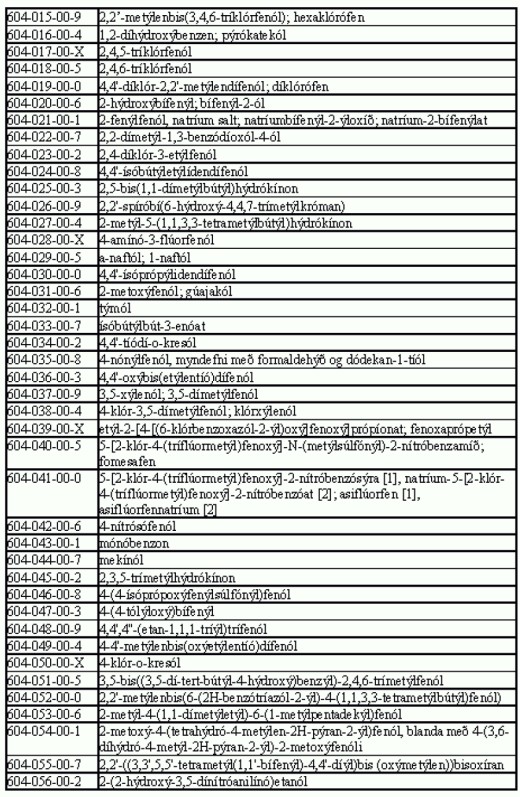 604-015-00-9 2,2'-metýlenbis(3,4,6-tríklórfenól); hexaklórófen
604-016-00-4 1,2-díhýdroxýbenzen; pýrókatekól
604-017-00-X 2,4,5-tríklórfenól
604-018-00-5 2,4,6-tríklórfenól
604-019-00-0 4,4'-díklór-2,2'-metýlendífenól; díklórófen
604-020-00-6 2-hýdroxýbífenýl; bífenýl-2-ól
604-021-00-1 2-fenýlfenól, natríum salt; natríumbífenýl-2-ýloxíð; natríum-2-bífenýlat
604-022-00-7 2,2-dímetýl-1,3-benzódíoxól-4-ól
604-023-00-2 2,4-díklór-3-etýlfenól
604-024-00-8 4,4'-ísóbútýletýlídendífenól
604-025-00-3 2,5-bis(1,1-dímetýlbútýl)hýdrókínon
604-026-00-9 2,2'-spíróbí(6-hýdroxý-4,4,7-trímetýlkróman)
604-027-00-4 2-metýl-5-(1,1,3,3-tetrametýlbútýl)hýdrókínon
604-028-00-X 4-amínó-3-flúorfenól
604-029-00-5 a-naftól; 1-naftól
604-030-00-0 4,4'-ísóprópýlidendífenól
604-031-00-6 2-metoxýfenól; gúajakól
604-032-00-1 týmól
604-033-00-7 ísóbútýlbút-3-enóat
604-034-00-2 4,4'-tíódí-o-kresól
604-035-00-8 4-nónýlfenól, myndefni með formaldehýð og dódekan-1-tíól
604-036-00-3 4,4'-oxýbis(etýlentíó)dífenól
604-037-00-9 3,5-xýlenól; 3,5-dímetýlfenól
604-038-00-4 4-klór-3,5-dímetýlfenól; klórxýlenól
604-039-00-X etýl-2-[4-[(6-klórbenzoxazól-2-ýl)oxý]fenoxý]própíonat; fenoxaprópetýl
604-040-00-5 5-[2-klór-4-(tríflúormetýl)fenoxý]-N-(metýlsúlfónýl)-2-nítróbenzamíð;
fomesafen
604-041-00-0 5-[2-klór-4-(tríflúormetýl)fenoxý]-2-nítróbenzósýra [1], natríum-5-[2-klór-
4-(tríflúormetýl)fenoxý]-2-nítróbenzóat [2]; asiflúorfen [1],
asiflúorfennatríum [2]
604-042-00-6 4-nítrósófenól
604-043-00-1 mónóbenzon
604-044-00-7 mekínól
604-045-00-2 2,3,5-trímetýlhýdrókínon
604-046-00-8 4-(4-ísóprópoxýfenýlsúlfónýl)fenól
604-047-00-3 4-(4-tólýloxý)bífenýl
604-048-00-9 4,4',4''-(etan-1,1,1-tríýl)trífenól
604-049-00-4 4-4'-metýlenbis(oxýetýlentíó)dífenól
604-050-00-X 4-klór-o-kresól
604-051-00-5 3,5-bis((3,5-dí-tert-bútýl-4-hýdroxý)benzýl)-2,4,6-trímetýlfenól
604-052-00-0 2,2'-metýlenbis(6-(2H-benzótríazól-2-ýl)-4-(1,1,3,3-tetrametýlbútýl)fenól)
604-053-00-6 2-metýl-4-(1,1-dímetýletýl)-6-(1-metýlpentadekýl)fenól
604-054-00-1 2-metoxý-4-(tetrahýdró-4-metýlen-2H-pýran-2-ýl)fenól, blanda með 4-(3,6-
díhýdró-4-metýl-2H-pýran-2-ýl)-2-metoxýfenóli
604-055-00-7 2,2'-((3,3',5,5'-tetrametýl(1,1'-bífenýl)-4,4'-díýl)bis (oxýmetýlen))bisoxíran
604-056-00-2 2-(2-hýdroxý-3,5-dínítróanilínó)etanól